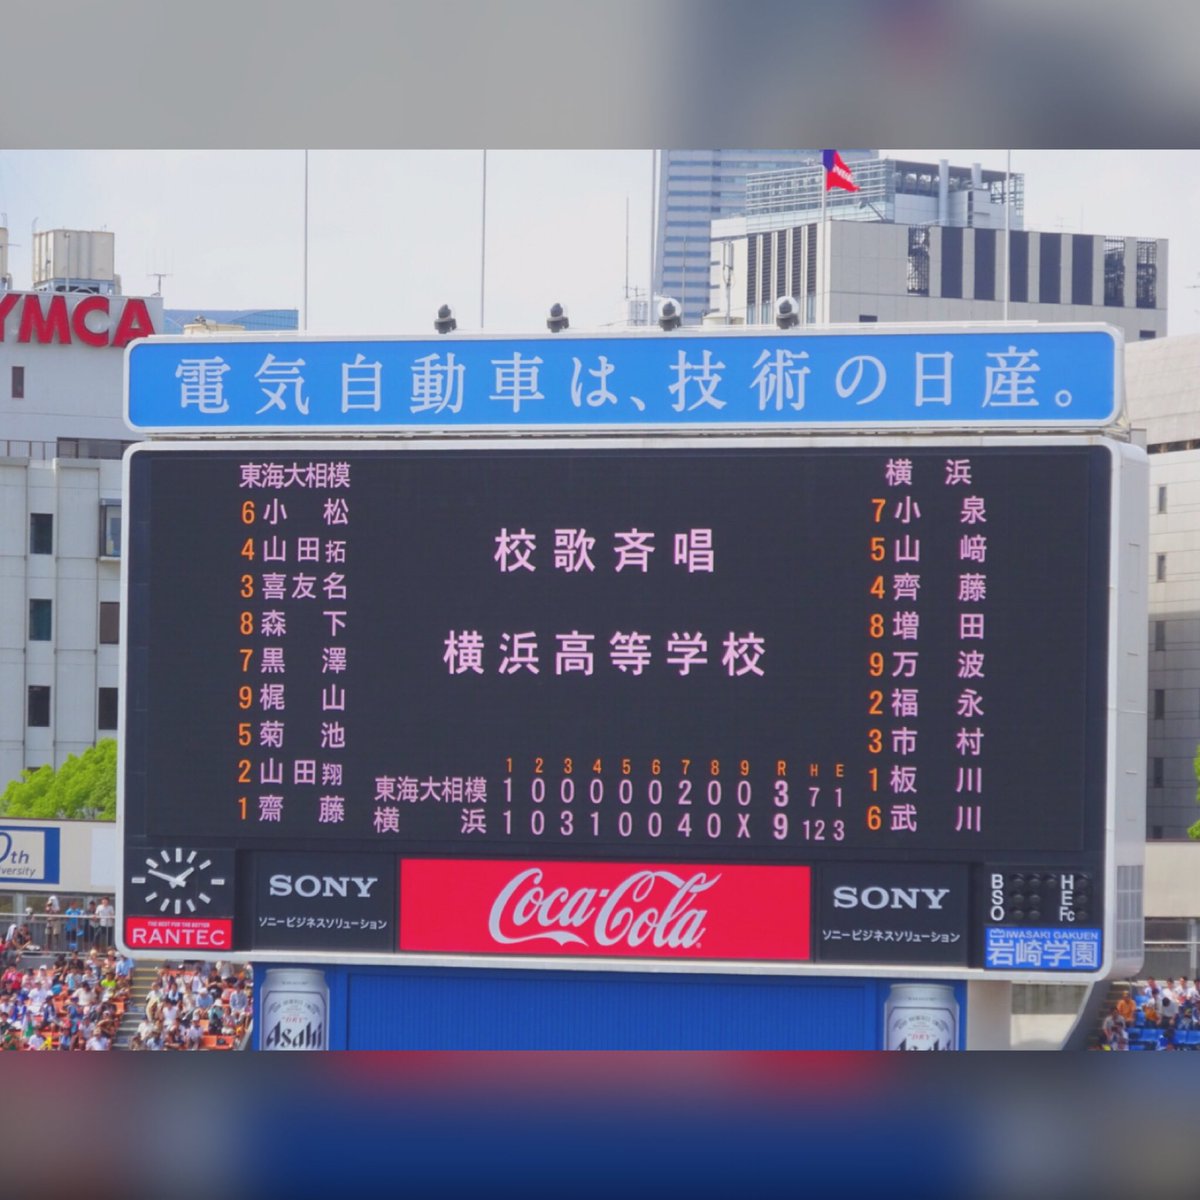 YMCA
電気自動車は、技術の日産。
東海大相模
6 小松
4 山田拓
3 喜友名
8 森下
7 黒澤
9 梶山
5 菊池
2 山田翔
1 齋藤
校歌斉唱
横浜高等学校
横浜
7 小泉
5 山﨑
4 齊藤
8 増田
9 万波
2 福永
3 市村
1 板川
6 武川
1 2 3 4 5 6 7 8 9 R H E
東海大相模 1 0 0 0 0 0 2 0 0 3 7 1
横浜 1 0 3 1 0 0 4 0 X 9 12 3
THE BEST FOR THE BETTER
RANTEC
SONY
ソニービジネスソリューション
Coca-Cola
SONY
ソニービジネスソリューション
B H
S E
O Fc
IWASAKI GAKUEN
岩崎学園
Asahi
Asahi